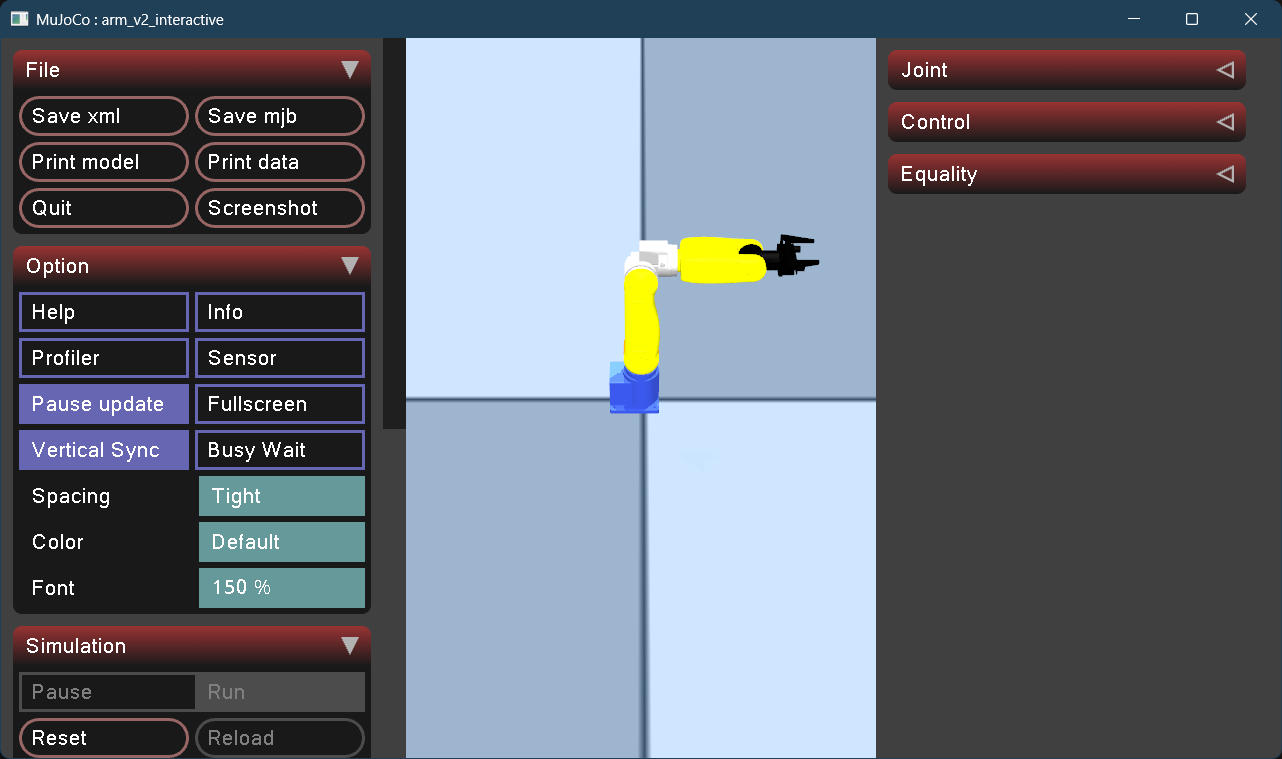 MuJoCo : arm_v2_interactive
File
Save xml Save mjb
Print model Print data
Quit Screenshot
Option
Help Info
Profiler Sensor
Pause update Fullscreen
Vertical Sync Busy Wait
Spacing Tight
Color Default
Font 150 %
Simulation
Pause Run
Reset Reload
Joint
Control
Equality